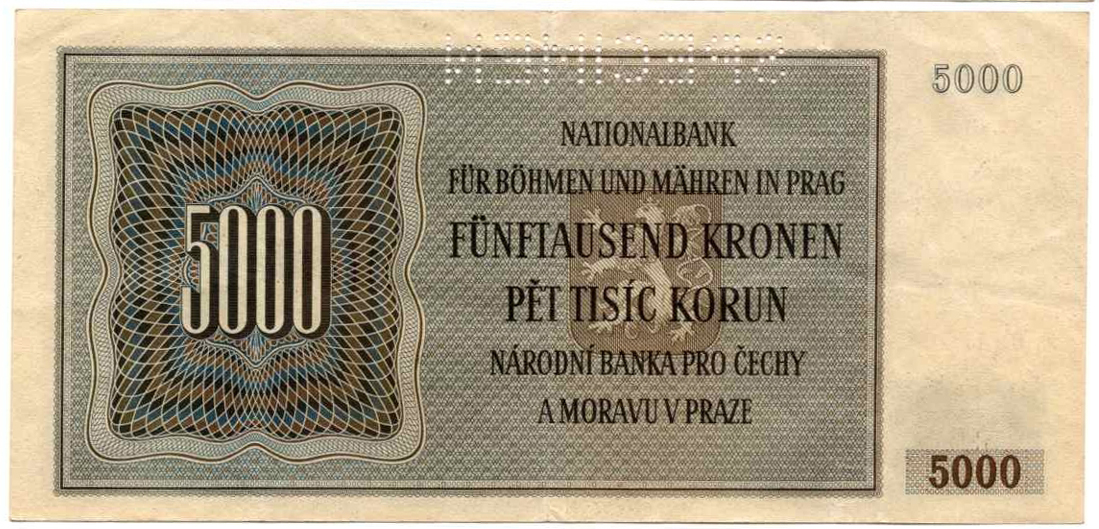 SPECIMEN
5000
NATIONALBANK
FÜR BÖHMEN UND MÄHREN IN PRAG
FÜNFTAUSEND KRONEN
PĚT TISÍC KORUN
NÁRODNÍ BANKA PRO ČECHY
A MORAVU V PRAZE
5000
5000